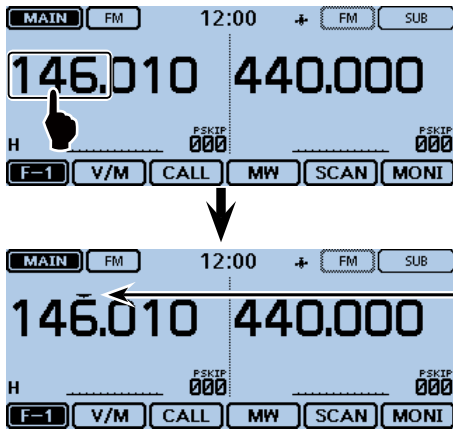 MAIN FM 12:00 FM SUB
146.010 440.000
PSKIP PSKIP
H 000 000
F-1 V/M CALL MW SCAN MONI
MAIN FM 12:00 FM SUB
146.010 440.000
PSKIP PSKIP
H 000 000
F-1 V/M CALL MW SCAN MONI